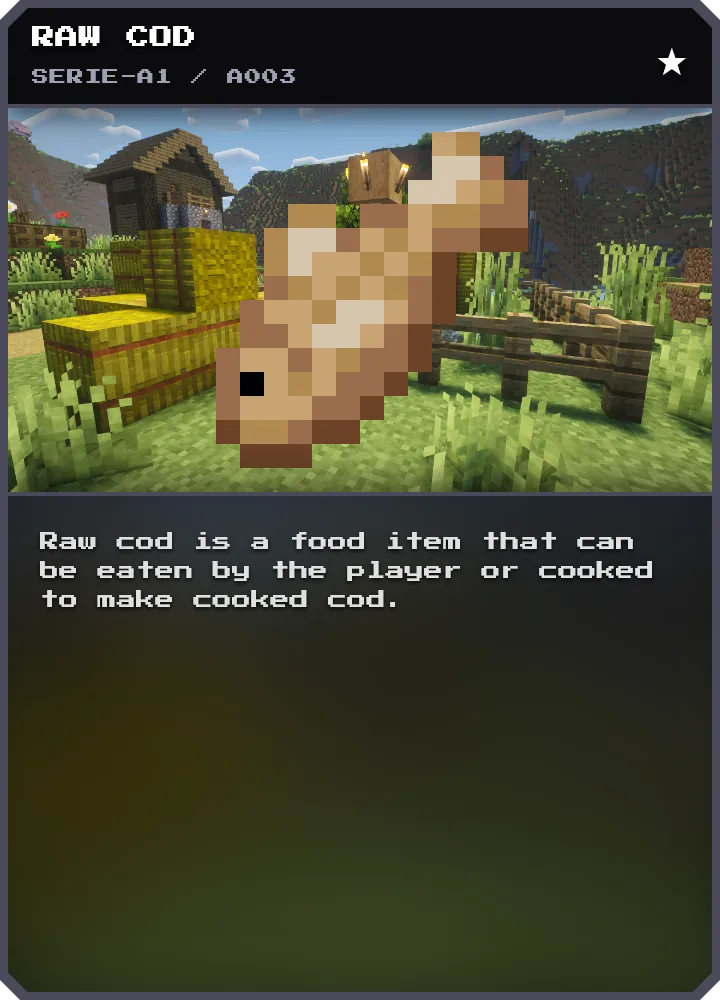 RAW COD
SERIE-A1 / A003
Raw cod is a food item that can
be eaten by the player or cooked
to make cooked cod.